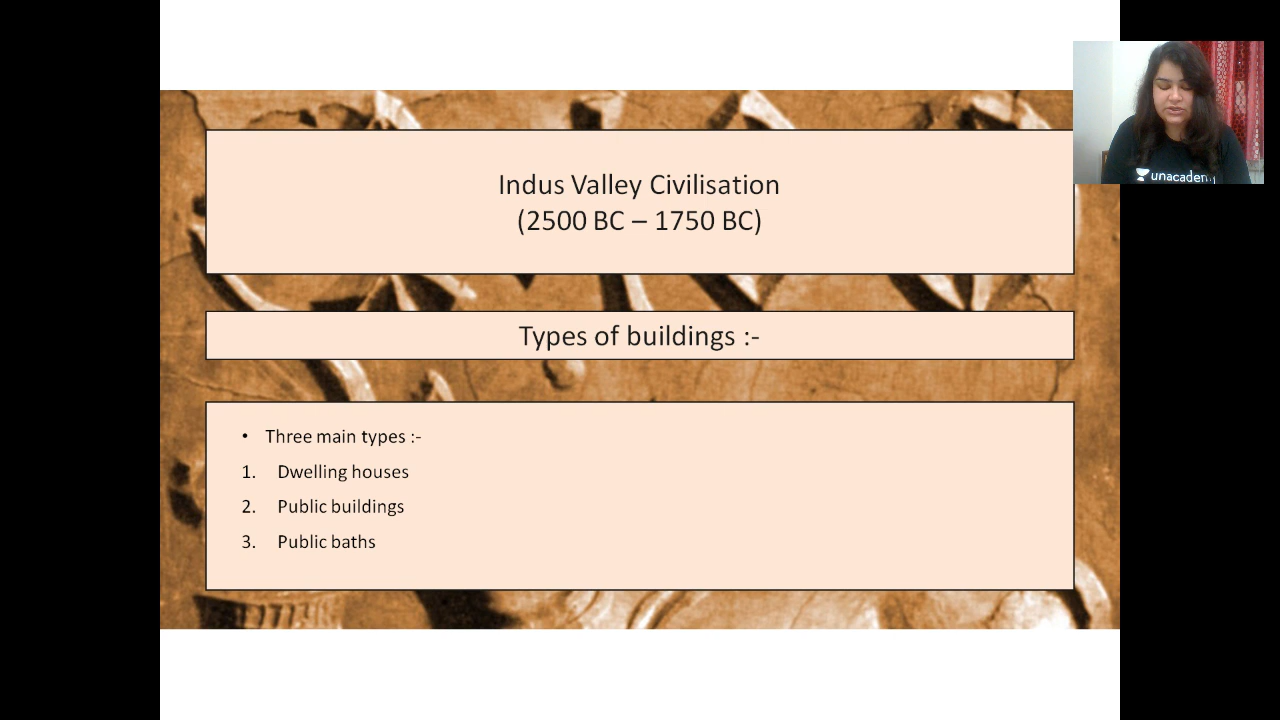 Indus Valley Civilisation
(2500 BC – 1750 BC)
Types of buildings :-
• Three main types :-
1. Dwelling houses
2. Public buildings
3. Public baths
unacademy